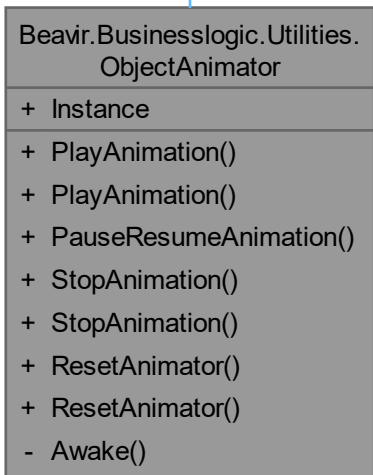 Beavir.Businesslogic.Utilities.
ObjectAnimator
+ Instance
+ PlayAnimation()
+ PlayAnimation()
+ PauseResumeAnimation()
+ StopAnimation()
+ StopAnimation()
+ ResetAnimator()
+ ResetAnimator()
- Awake()